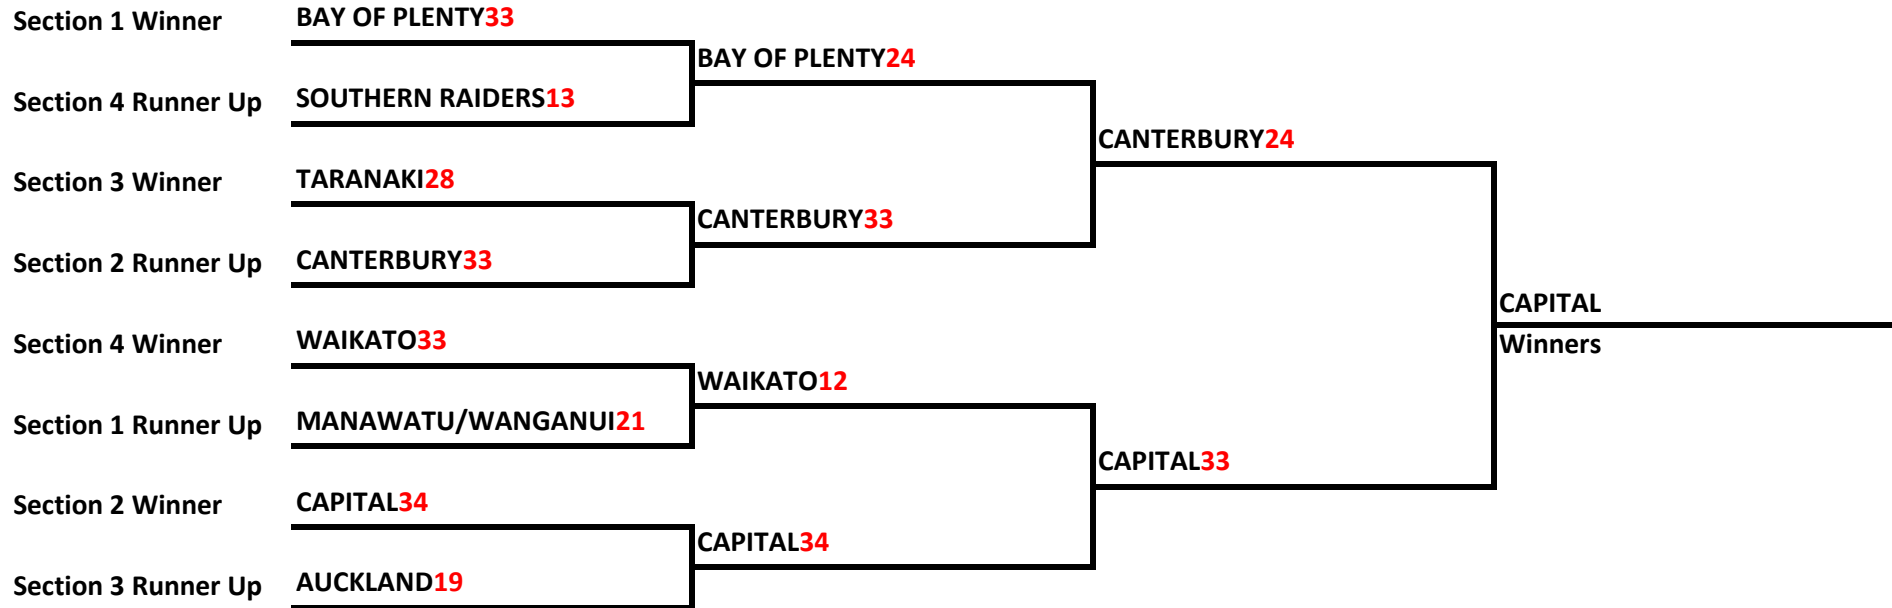 Section 1 Winner BAY OF PLENTY33
BAY OF PLENTY24
Section 4 Runner Up SOUTHERN RAIDERS13
CANTERBURY24
Section 3 Winner TARANAKI28
CANTERBURY33
Section 2 Runner Up CANTERBURY33
CAPITAL
Section 4 Winner WAIKATO33
Winners
WAIKATO12
Section 1 Runner Up MANAWATU/WANGANUI21
CAPITAL33
Section 2 Winner CAPITAL34
CAPITAL34
Section 3 Runner Up AUCKLAND19